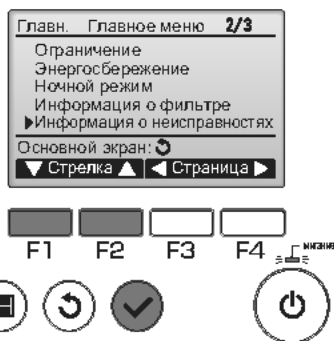 Главн. Главное меню 2/3
Ограничение
Энергосбережение
Ночной режим
Информация о фильтре
▶Информация о неисправностях
Основной экран:
▼ Стрелка ▲ ◀ Страница ▶
F1 F2 F3 F4